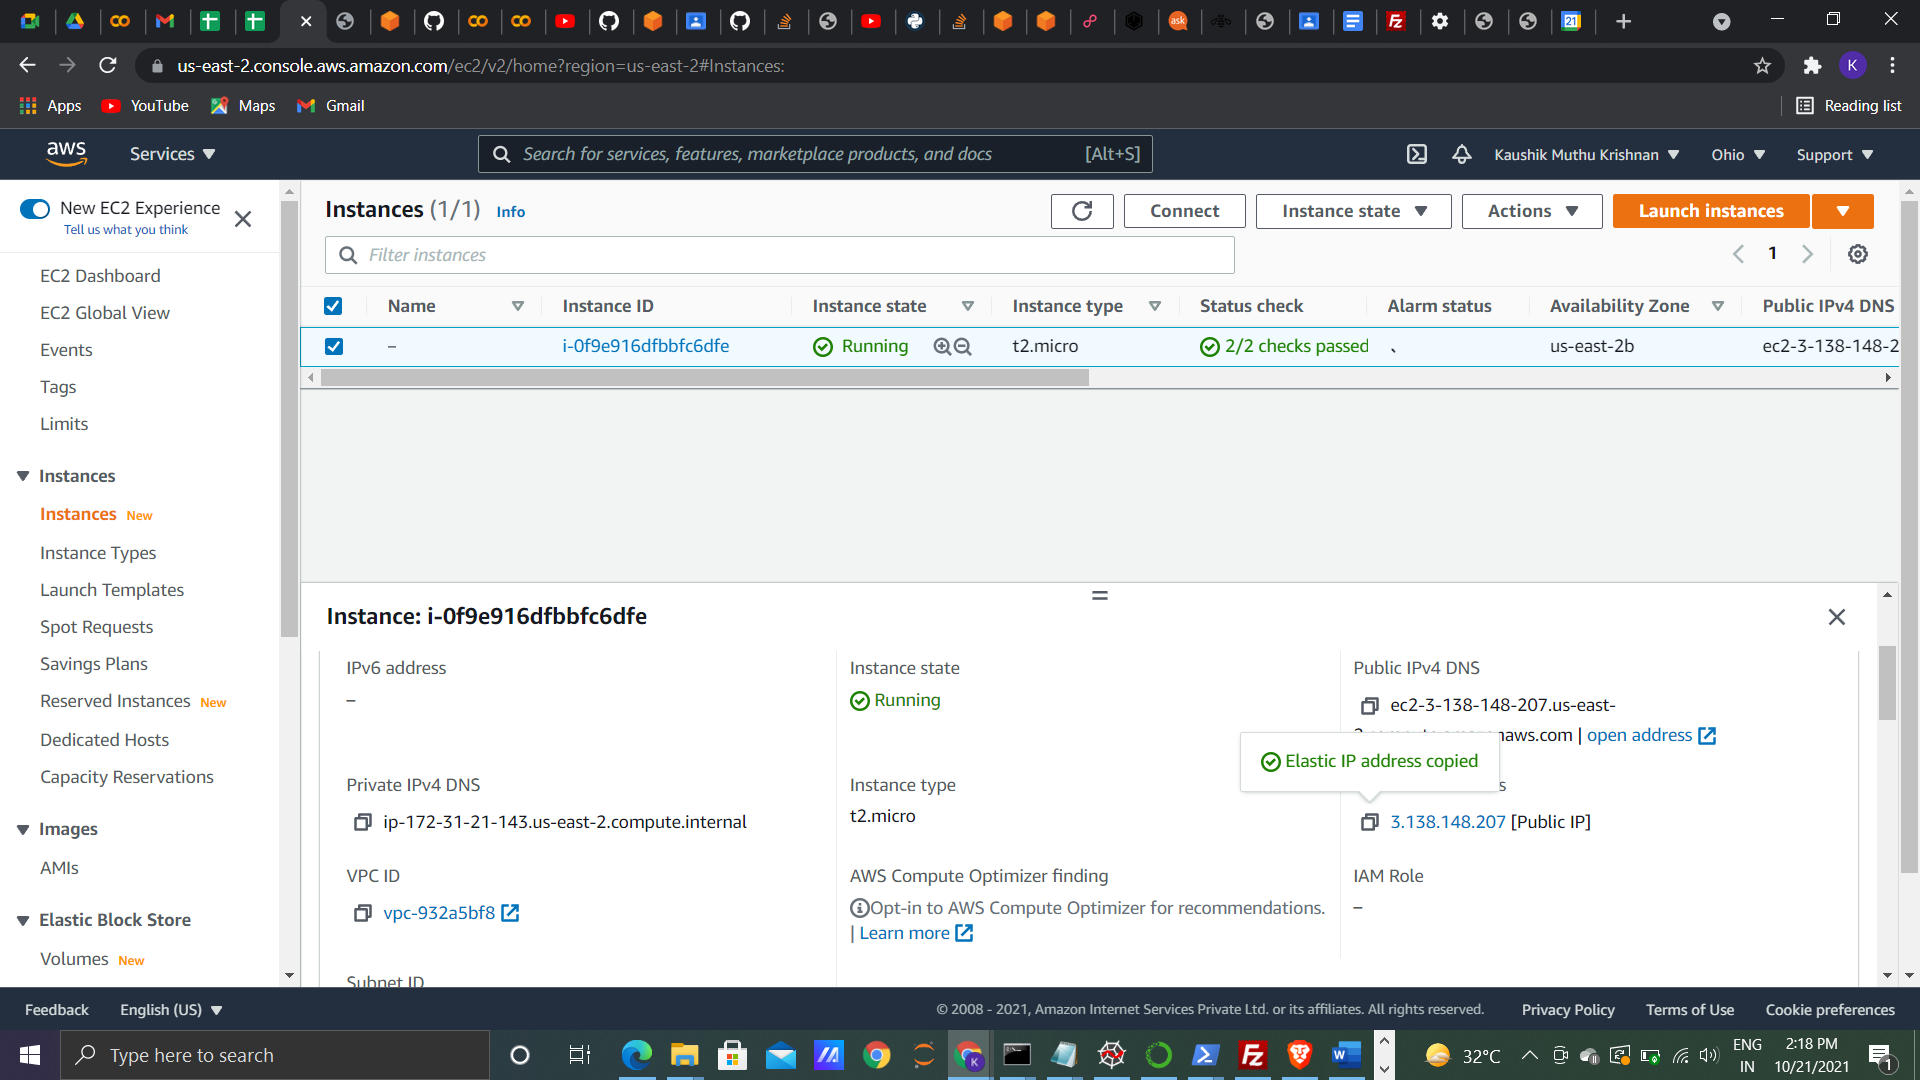 us-east-2.console.aws.amazon.com/ec2/v2/home?region=us-east-2#Instances:
K
Apps YouTube Maps Gmail Reading list
aws Services Search for services, features, marketplace products, and docs [Alt+S] Kaushik Muthu Krishnan Ohio Support
New EC2 Experience
Tell us what you think
EC2 Dashboard
EC2 Global View
Events
Tags
Limits
Instances
Instances New
Instance Types
Launch Templates
Spot Requests
Savings Plans
Reserved Instances New
Dedicated Hosts
Capacity Reservations
Images
AMIs
Elastic Block Store
Volumes New
Instances (1/1) Info Connect Instance state Actions Launch instances
Filter instances 1
Name Instance ID Instance state Instance type Status check Alarm status Availability Zone Public IPv4 DNS
– i-0f9e916dfbbfc6dfe Running t2.micro 2/2 checks passed us-east-2b ec2-3-138-148-2
Instance: i-0f9e916dfbbfc6dfe
IPv6 address
–
Instance state
Running
Public IPv4 DNS
ec2-3-138-148-207.us-east-
aws.com | open address
Elastic IP address copied
Private IPv4 DNS
ip-172-31-21-143.us-east-2.compute.internal
Instance type
t2.micro
3.138.148.207 [Public IP]
VPC ID
vpc-932a5bf8
AWS Compute Optimizer finding
Opt-in to AWS Compute Optimizer for recommendations.
| Learn more
IAM Role
–
Subnet ID
Feedback English (US) © 2008 - 2021, Amazon Internet Services Private Ltd. or its affiliates. All rights reserved. Privacy Policy Terms of Use Cookie preferences
Type here to search 32°C ENG IN 2:18 PM 10/21/2021 1